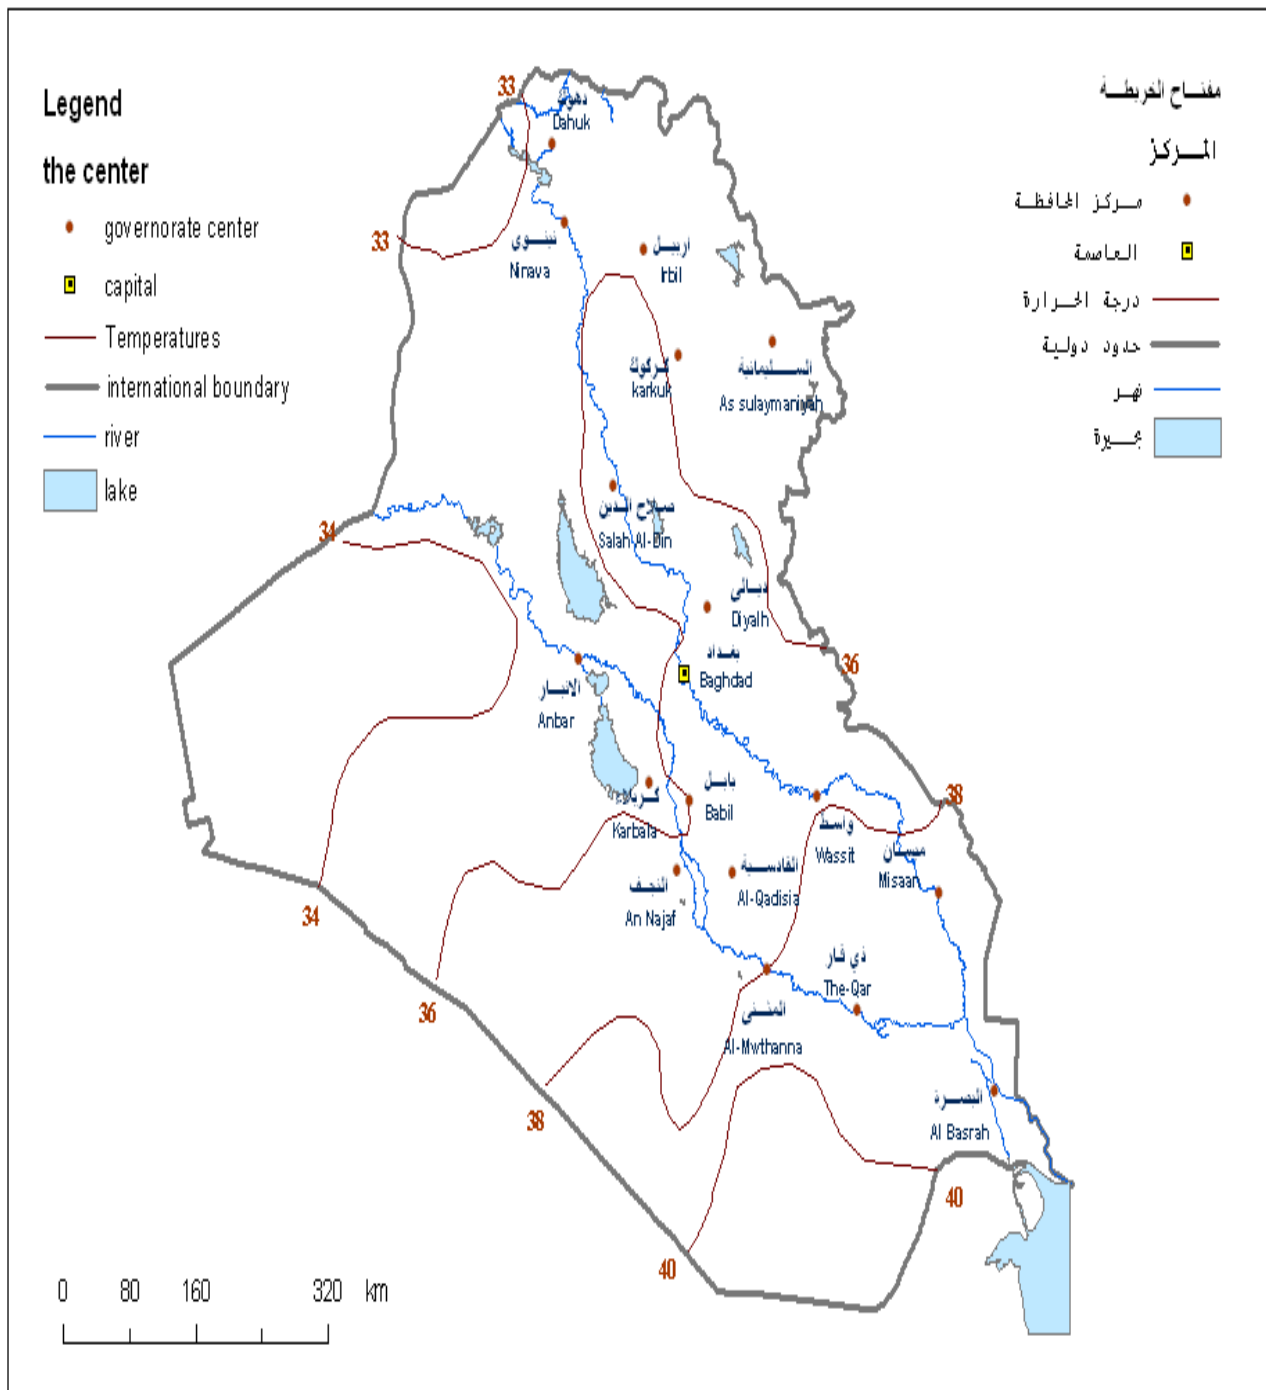 Legend
the center
governorate center
capital
Temperatures
international boundary
river
lake
مفتاح الخريطة
المركز
مركز المحافظة
العاصمة
درجة الحرارة
حدود دولية
نهر
بحيرة
33
دهوك
Dahuk
33
نينوى
Ninava
اربيل
Irbil
كركوك
karkuk
السليمانية
As sulaymaniyah
34
صلاح الدين
Salah Al-Din
ديالى
Diyalh
36
بغداد
Baghdad
الانبار
Anbar
38
بابل
Babil
كربلاء
Karbala
واسط
Wassit
ميسان
Misaan
34
النجف
An Najaf
القادسية
Al-Qadisia
36
ذي قار
The-Qar
المثنى
Al-Mwthanna
38
البصرة
Al Basrah
40
40
0 80 160 320 km